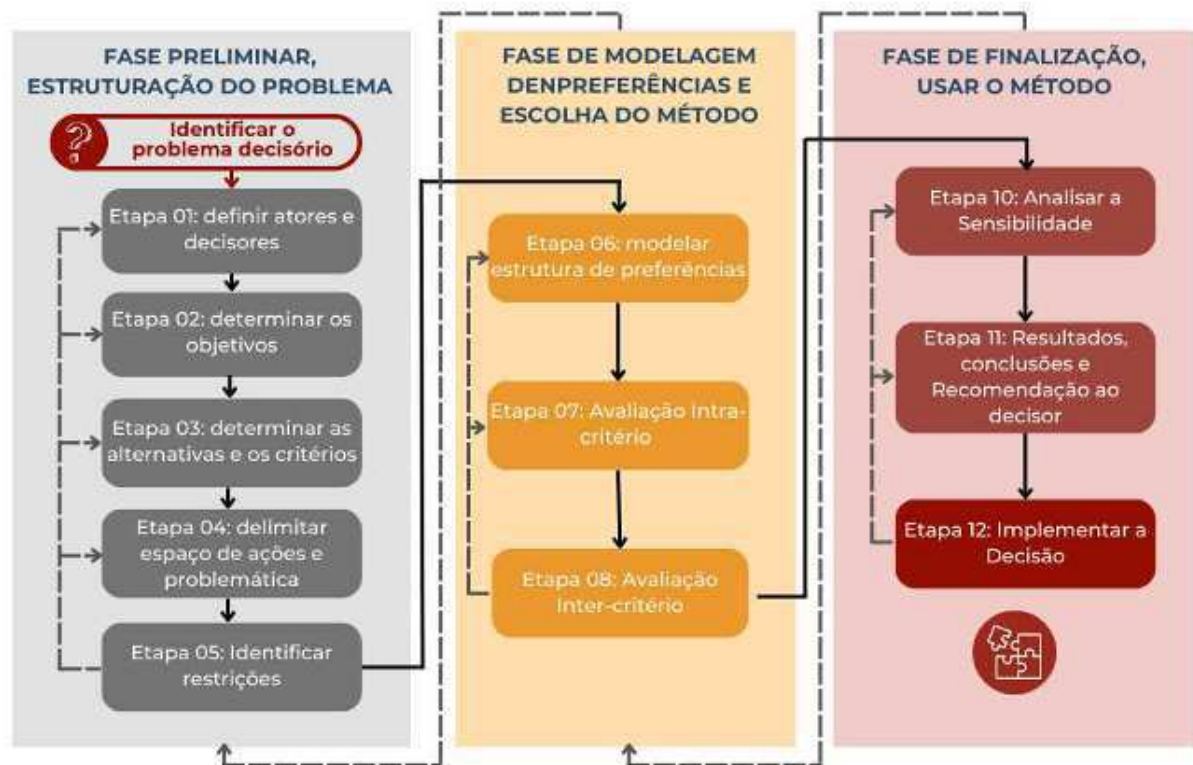 FASE PRELIMINAR,
ESTRUTURAÇÃO DO PROBLEMA
Identificar o
problema decisório
Etapa 01: definir atores e
decisores
Etapa 02: determinar os
objetivos
Etapa 03: determinar as
alternativas e os critérios
Etapa 04: delimitar
espaço de ações e
problemática
Etapa 05: Identificar
restrições
FASE DE MODELAGEM
DENPREFERÊNCIAS E
ESCOLHA DO MÉTODO
Etapa 06: modelar
estrutura de preferências
Etapa 07: Avaliação Intra-
critério
Etapa 08: Avaliação
Inter-critério
FASE DE FINALIZAÇÃO,
USAR O MÉTODO
Etapa 10: Analisar a
Sensibilidade
Etapa 11: Resultados,
conclusões e
Recomendação ao
decisor
Etapa 12: Implementar a
Decisão